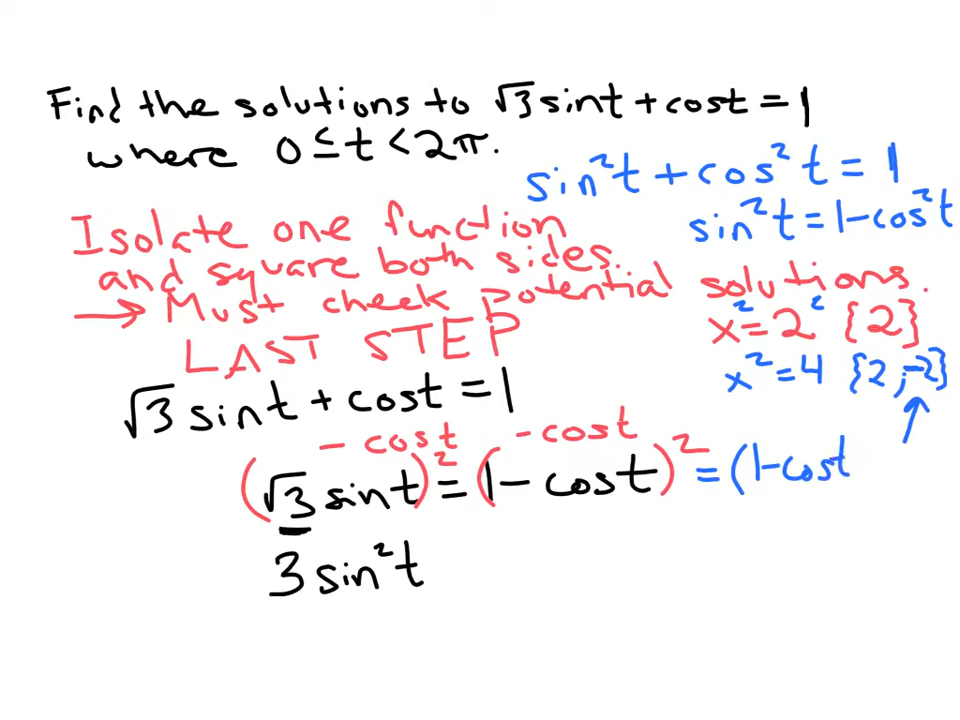 Find the solutions to √3 sint + cost = 1
where 0 ≤ t < 2π.
sin²t + cos²t = 1
sin²t = 1 - cos²t
Isolate one function
and square both sides.
→ Must check potential solutions.
LAST STEP
x² = 2² {2}
x² = 4 {2, -2}
√3 sint + cost = 1
- cost - cost
(√3 sint)² = (1 - cost)² = (1-cost
3 sin²t